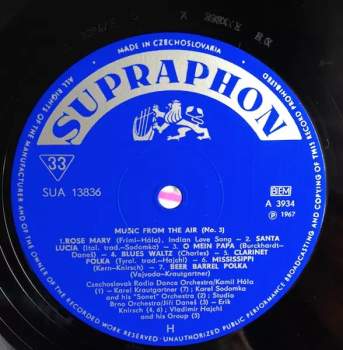 MADE IN CZECHOSLOVAKIA
ALL RIGHTS OF THE MANUFACTURER AND OF THE OWNER OF THE RECORDED WORK RESERVED · UNAUTHORIZED PUBLIC PERFORMANCE BROADCASTING AND COPYING OF THIS RECORD PROHIBITED
SUPRAPHON
33
SUA 13836
BIEM
A 3934
℗ 1967
MUSIC FROM THE AIR (No. 3)
1. ROSE MARY (Friml-Hála), Indian Love Song – 2. SANTA
LUCIA (Ital. trad.-Sodomka) – 3. O MEIN PAPA (Burckhardt-
Daneš) – 4. BLUES WALTZ (Charles) – 5. CLARINET
POLKA (Tyrol. trad.-Hajchl) – 6. MISSISSIPPI
(Kern-Knirsch) – 7. BEER BARREL POLKA
(Vejvoda-Krautgartner)
Czechoslovak Radio Dance Orchestra/Kamil Hála
(1) – Karel Krautgartner (7); Karel Sodomka
and his "Sonet" Orchestra (2); Studio
Brno Orchestra/Jiří Daneš (3) – Erik
Knirsch (4, 6); Vladimír Hajchl
and his Group (5)
H